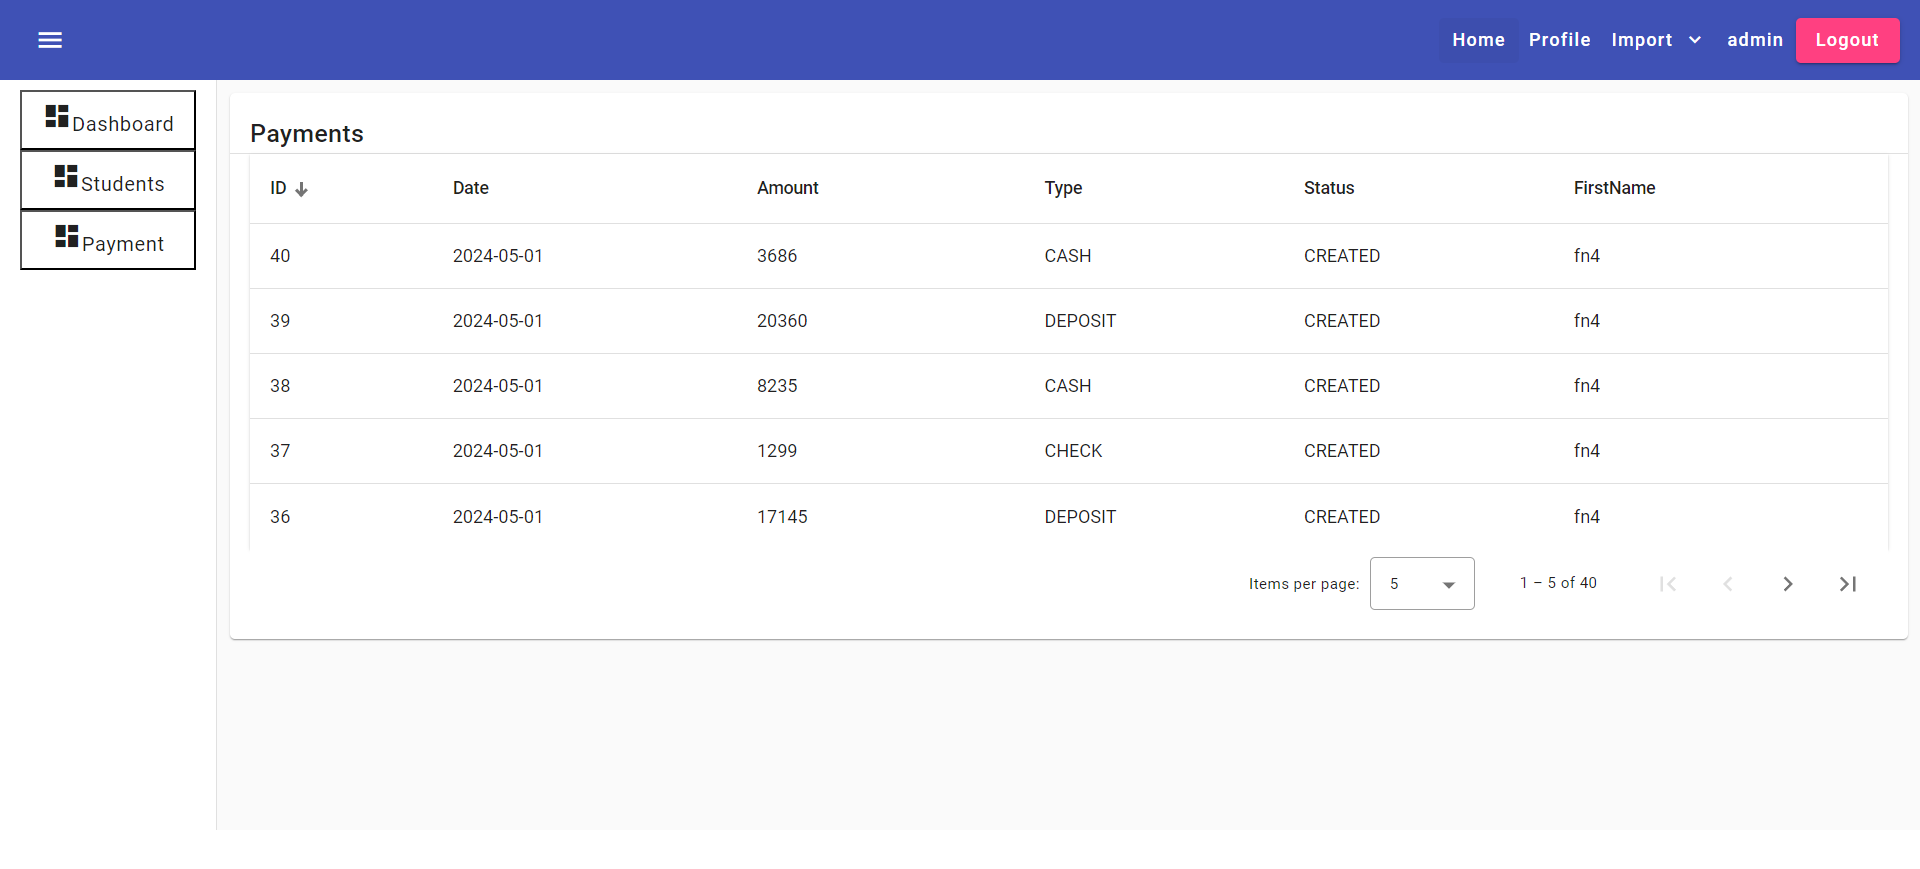 Home Profile Import admin Logout
Dashboard
Students
Payment
Payments
ID Date Amount Type Status FirstName
40 2024-05-01 3686 CASH CREATED fn4
39 2024-05-01 20360 DEPOSIT CREATED fn4
38 2024-05-01 8235 CASH CREATED fn4
37 2024-05-01 1299 CHECK CREATED fn4
36 2024-05-01 17145 DEPOSIT CREATED fn4
Items per page: 5 1 – 5 of 40